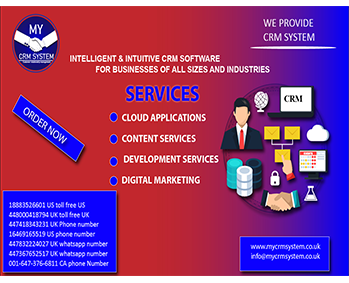 MY
CRM SYSTEM
WE PROVIDE
CRM SYSTEM
INTELLIGENT & INTUITIVE CRM SOFTWARE
FOR BUSINESSES OF ALL SIZES AND INDUSTRIES
SERVICES
ORDER NOW
CLOUD APPLICATIONS
CONTENT SERVICES
DEVELOPMENT SERVICES
DIGITAL MARKETING
CRM
18883526601 US toll free US
448000418794 UK toll free UK
447418343231 UK Phone number
16469165519 US phone number
447832224027 UK whatsapp number
447367652517 UK whatsapp number
001-647-376-6811 CA phone Number
www.mycrmsystem.co.uk
info@mycrmsystem.co.uk